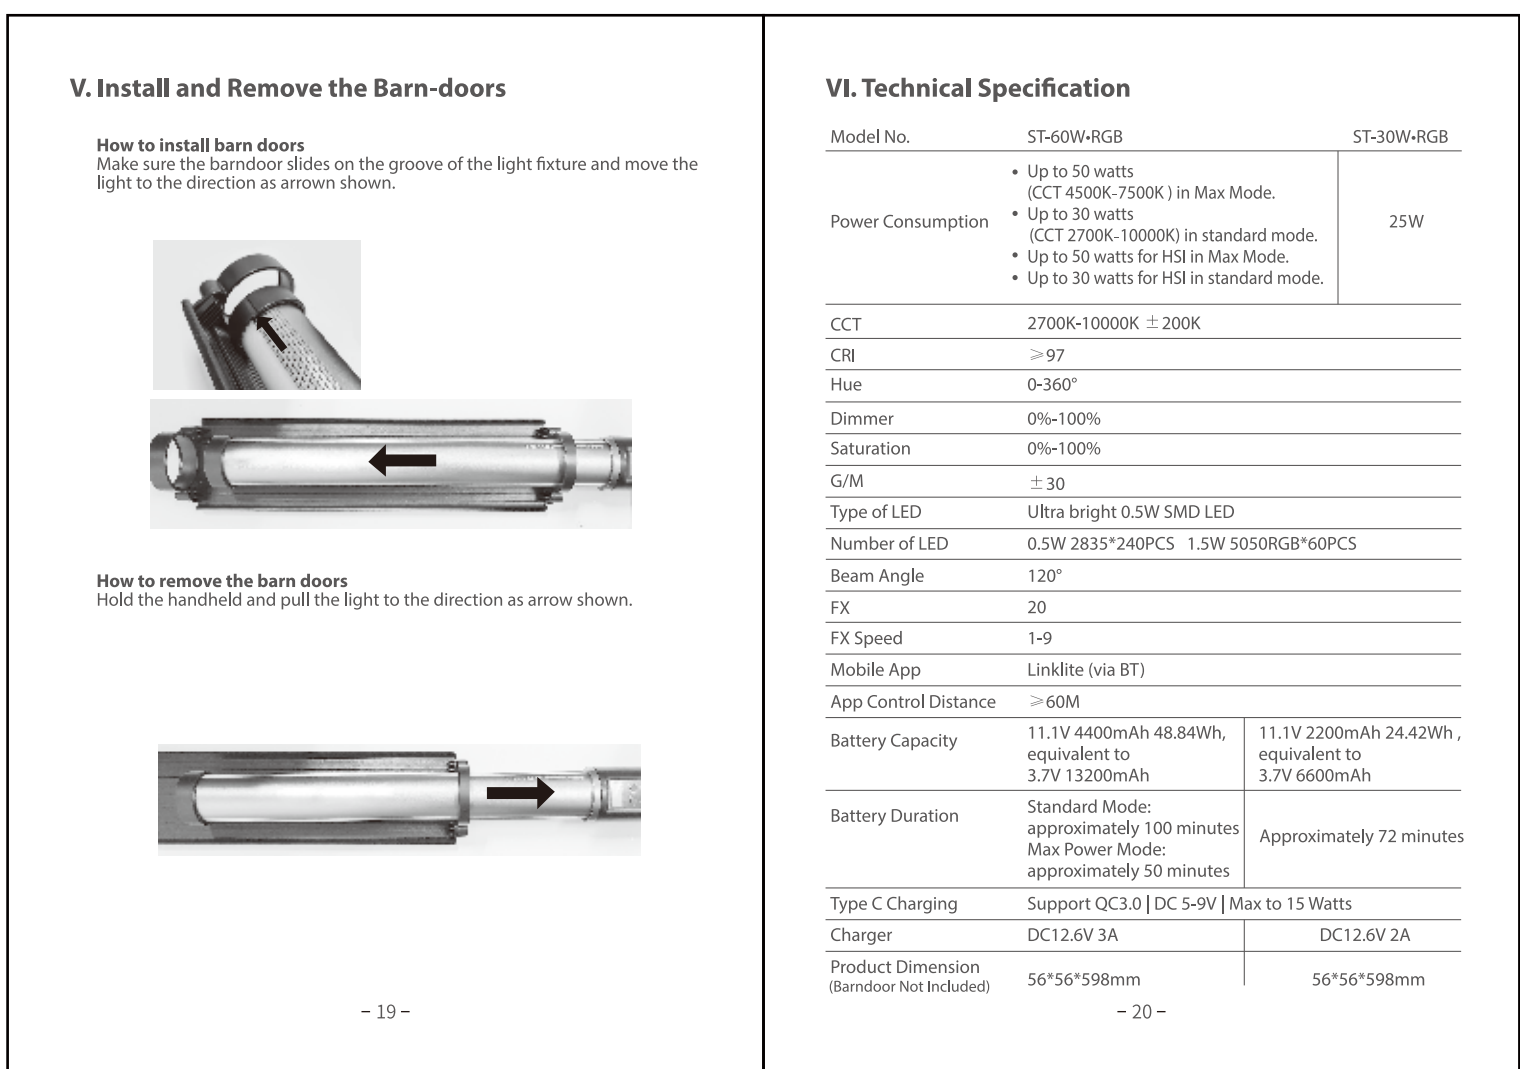 V. Install and Remove the Barn-doors
How to install barn doors
Make sure the barndoor slides on the groove of the light fixture and move the
light to the direction as arrown shown.
How to remove the barn doors
Hold the handheld and pull the light to the direction as arrow shown.
– 19 –
VI. Technical Specification
Model No. ST-60W•RGB ST-30W•RGB
Power Consumption
• Up to 50 watts
(CCT 4500K-7500K ) in Max Mode.
• Up to 30 watts
(CCT 2700K-10000K) in standard mode.
• Up to 50 watts for HSI in Max Mode.
• Up to 30 watts for HSI in standard mode.
25W
CCT 2700K-10000K ±200K
CRI ⩾97
Hue 0-360°
Dimmer 0%-100%
Saturation 0%-100%
G/M ±30
Type of LED Ultra bright 0.5W SMD LED
Number of LED 0.5W 2835*240PCS 1.5W 5050RGB*60PCS
Beam Angle 120°
FX 20
FX Speed 1-9
Mobile App Linklite (via BT)
App Control Distance ⩾60M
Battery Capacity
11.1V 4400mAh 48.84Wh,
equivalent to
3.7V 13200mAh
11.1V 2200mAh 24.42Wh ,
equivalent to
3.7V 6600mAh
Battery Duration
Standard Mode:
approximately 100 minutes
Max Power Mode:
approximately 50 minutes
Approximately 72 minutes
Type C Charging Support QC3.0 | DC 5-9V | Max to 15 Watts
Charger DC12.6V 3A DC12.6V 2A
Product Dimension
(Barndoor Not Included)
56*56*598mm 56*56*598mm
– 20 –